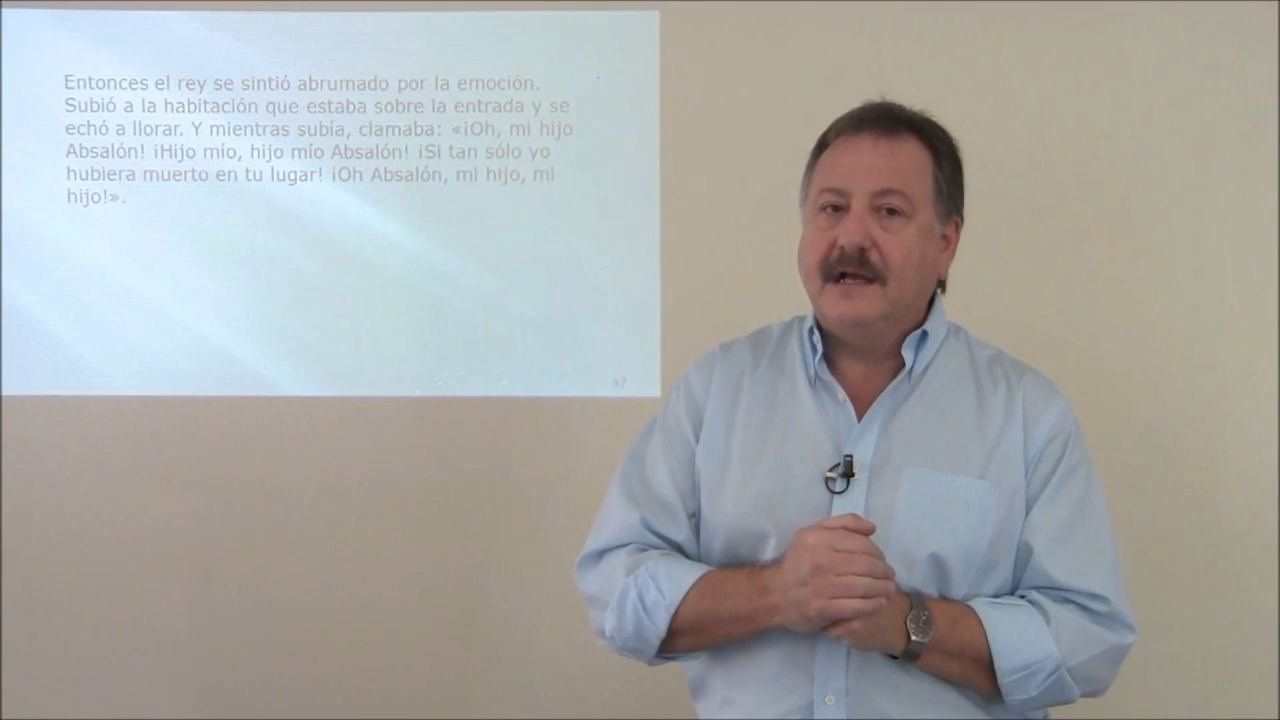 Entonces el rey se sintió abrumado por la emoción.
Subió a la habitación que estaba sobre la entrada y se
echó a llorar. Y mientras subía, clamaba: «¡Oh, mi hijo
Absalón! ¡Hijo mío, hijo mío Absalón! ¡Si tan sólo yo
hubiera muerto en tu lugar! ¡Oh Absalón, mi hijo, mi
hijo!».
97